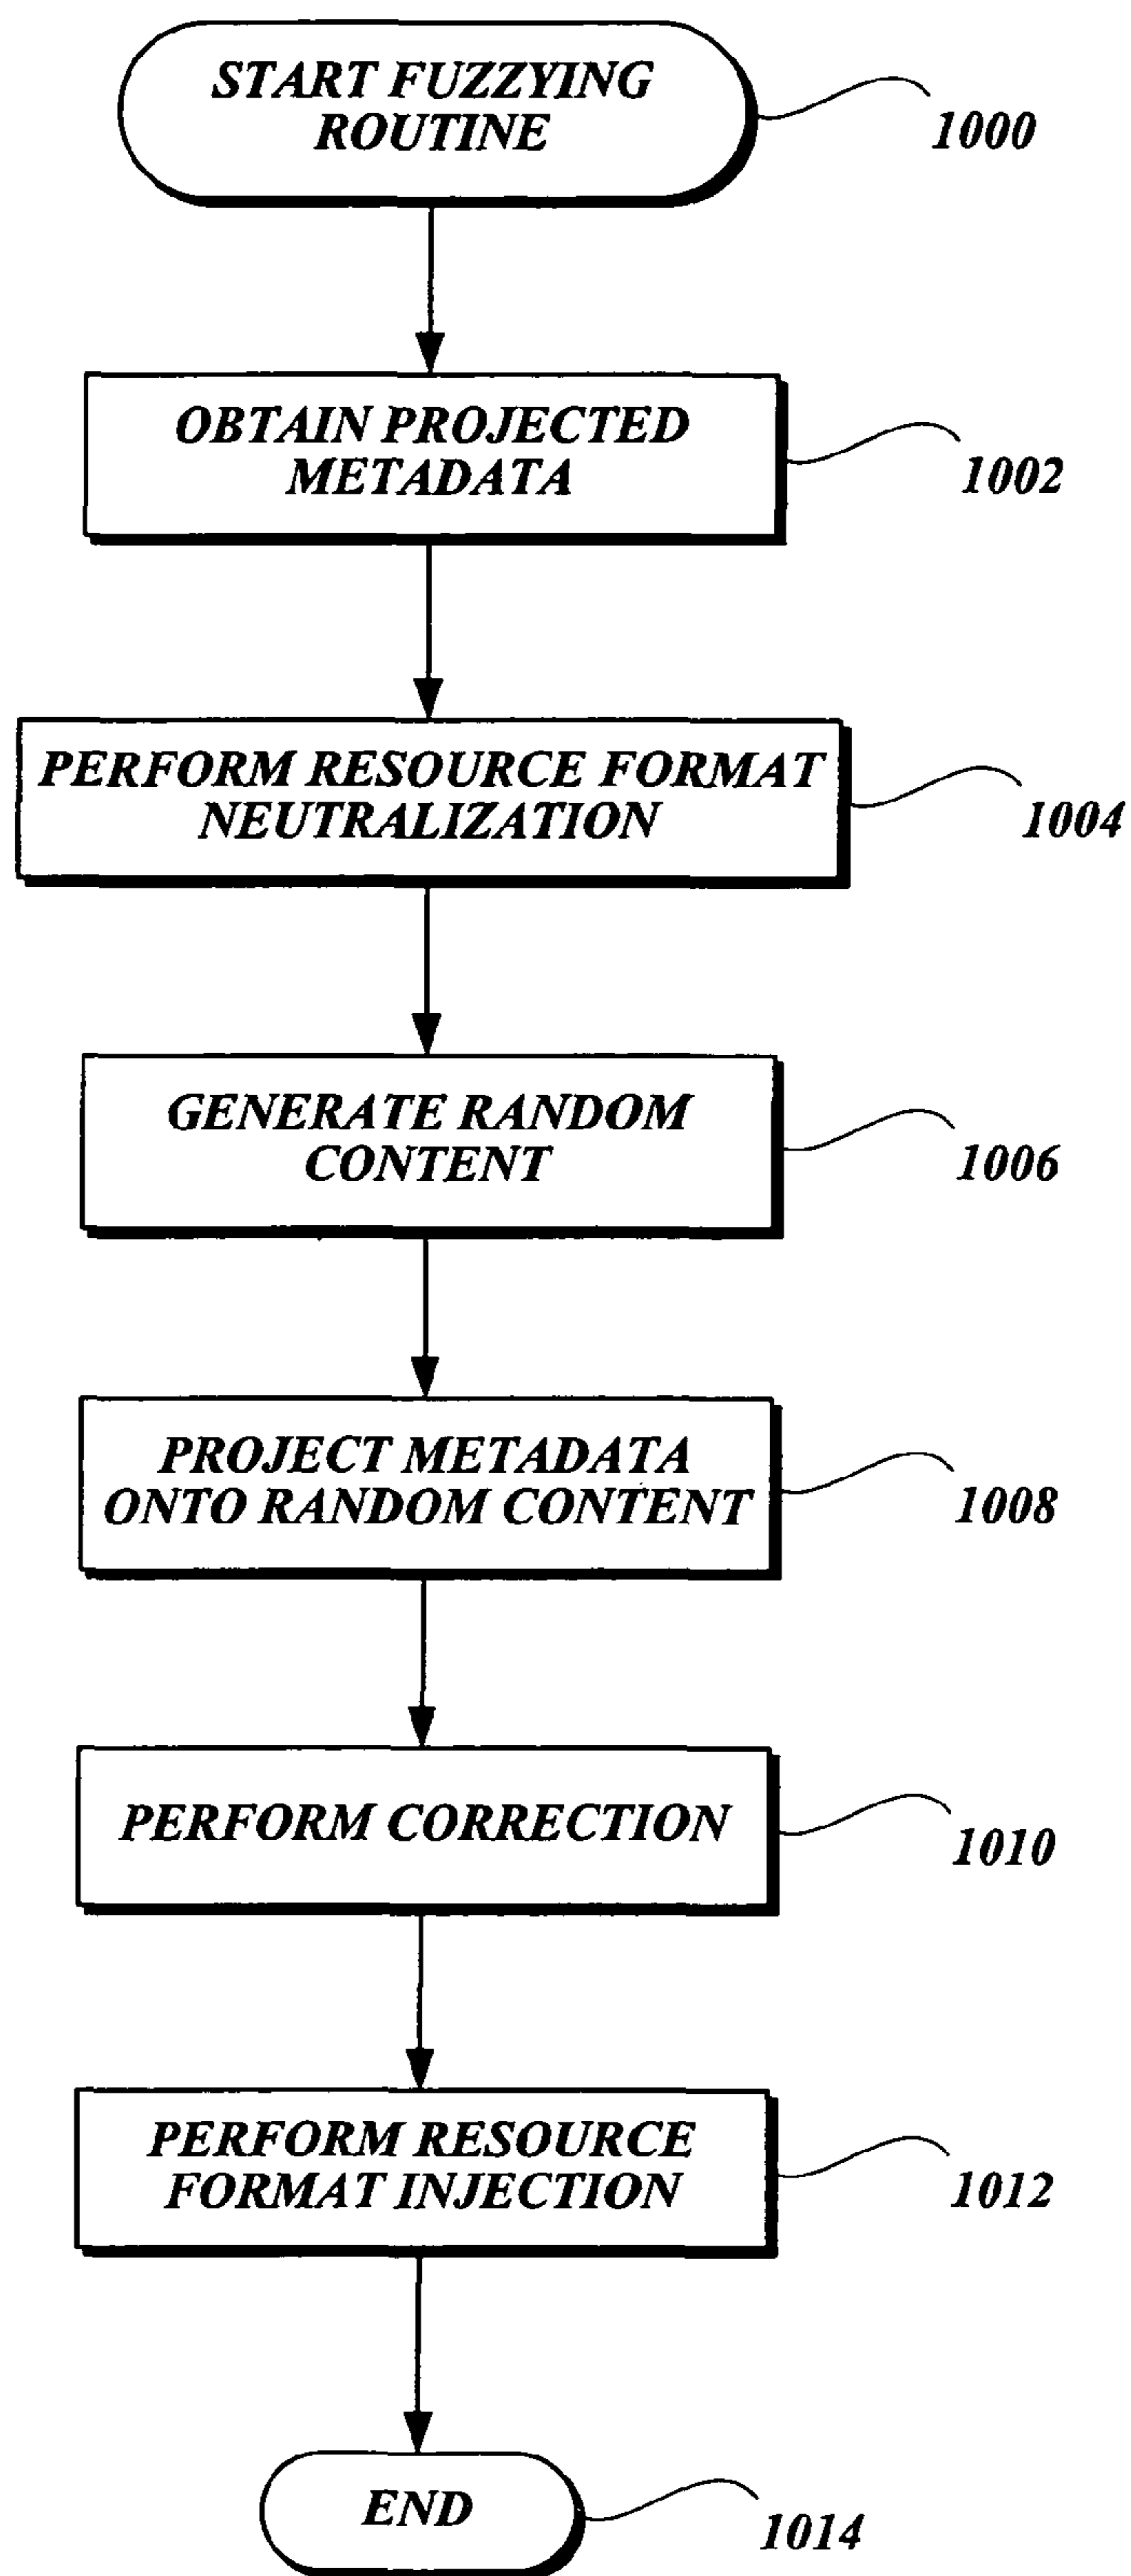 START FUZZYING
ROUTINE
1000
OBTAIN PROJECTED
METADATA
1002
PERFORM RESOURCE FORMAT
NEUTRALIZATION
1004
GENERATE RANDOM
CONTENT
1006
PROJECT METADATA
ONTO RANDOM CONTENT
1008
PERFORM CORRECTION
1010
PERFORM RESOURCE
FORMAT INJECTION
1012
END
1014